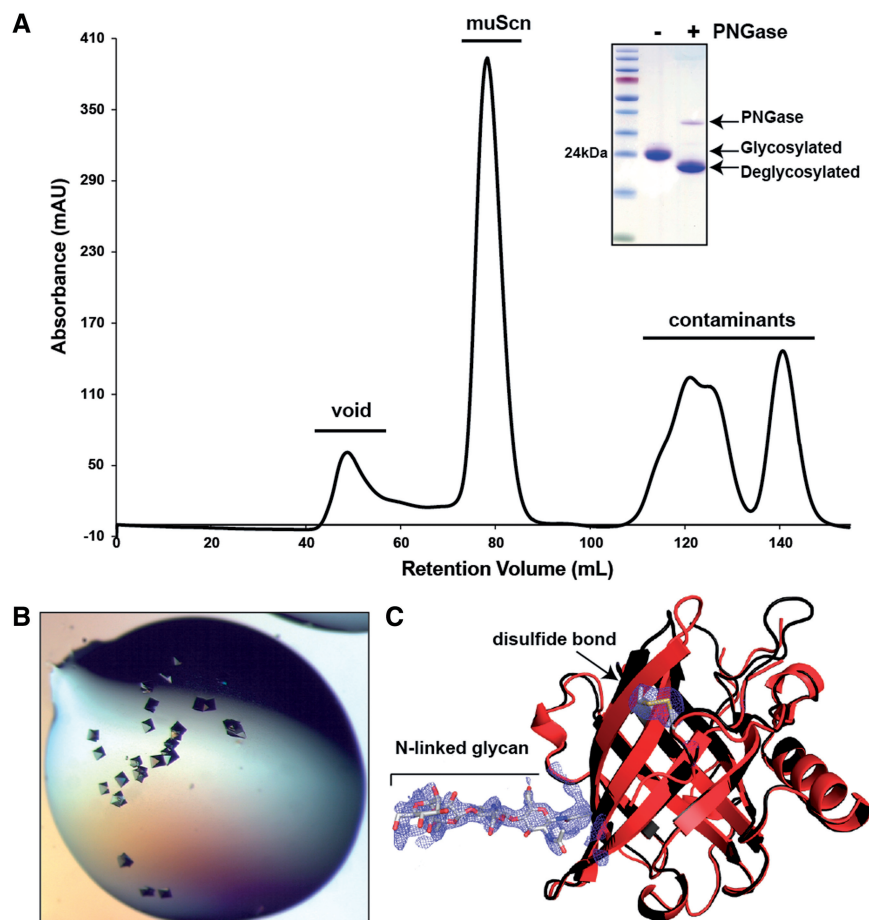 A
muScn
- + PNGase
410
350
290
230
170
110
50
-10
Absorbance (mAU)
PNGase
24kDa
Glycosylated
Deglycosylated
contaminants
void
0 20 40 60 80 100 120 140
Retention Volume (mL)
B
C
disulfide bond
N-linked glycan